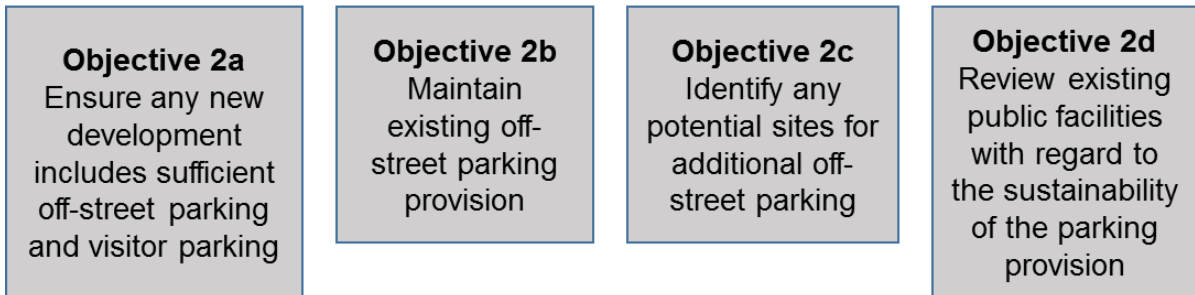 Objective 2a
Ensure any new
development
includes sufficient
off-street parking
and visitor parking
Objective 2b
Maintain
existing off-
street parking
provision
Objective 2c
Identify any
potential sites for
additional off-
street parking
Objective 2d
Review existing
public facilities
with regard to
the sustainability
of the parking
provision